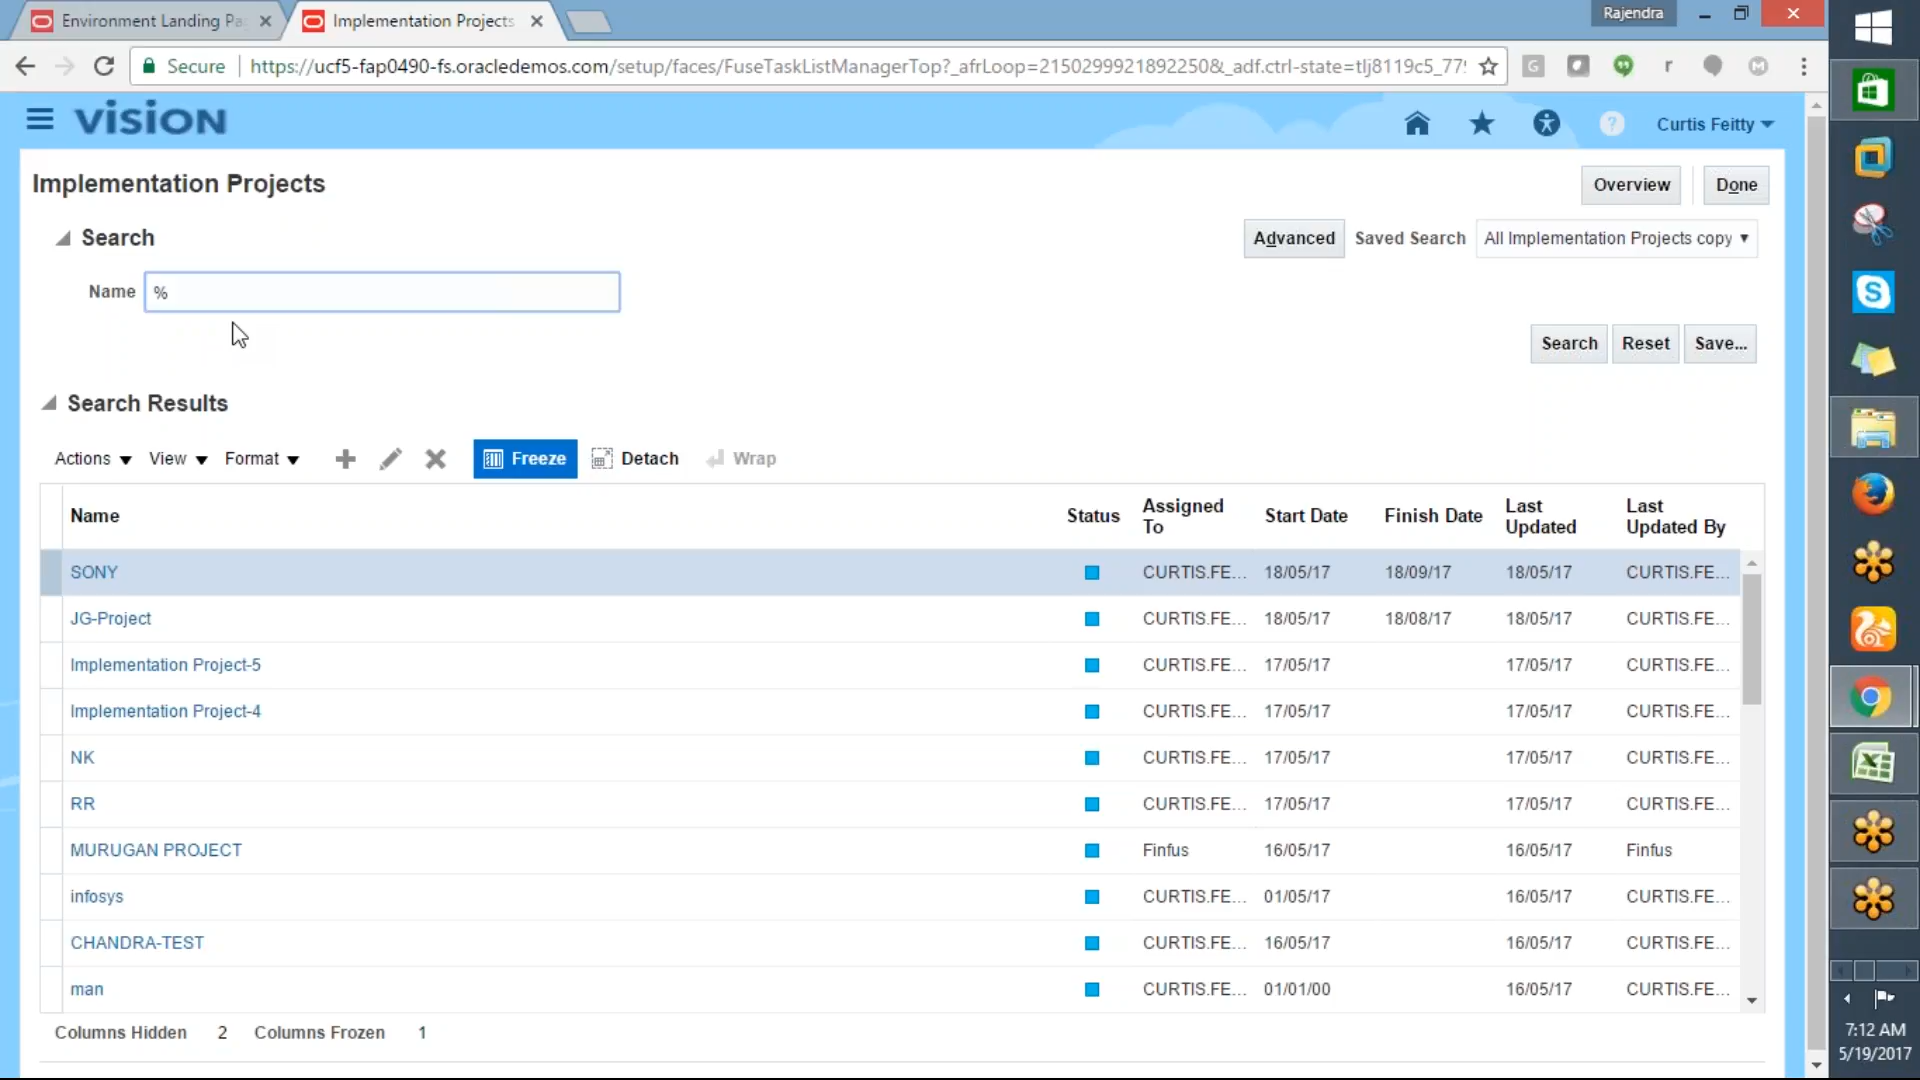 Environment Landing Pa
Implementation Projects
Rajendra
Secure
https://ucf5-fap0490-fs.oracledemos.com/setup/faces/FuseTaskListManagerTop?_afrLoop=2150299921892250&_adf.ctrl-state=tlj8119c5_779
vision
Curtis Feitty
Implementation Projects
Overview
Done
Search
Advanced
Saved Search
All Implementation Projects copy
Name
%
Search
Reset
Save...
Search Results
Actions
View
Format
Freeze
Detach
Wrap
Name Status Assigned To Start Date Finish Date Last Updated Last Updated By
SONY CURTIS.FE... 18/05/17 18/09/17 18/05/17 CURTIS.FE...
JG-Project CURTIS.FE... 18/05/17 18/08/17 18/05/17 CURTIS.FE...
Implementation Project-5 CURTIS.FE... 17/05/17 17/05/17 CURTIS.FE...
Implementation Project-4 CURTIS.FE... 17/05/17 17/05/17 CURTIS.FE...
NK CURTIS.FE... 17/05/17 17/05/17 CURTIS.FE...
RR CURTIS.FE... 17/05/17 17/05/17 CURTIS.FE...
MURUGAN PROJECT Finfus 16/05/17 16/05/17 Finfus
infosys CURTIS.FE... 01/05/17 16/05/17 CURTIS.FE...
CHANDRA-TEST CURTIS.FE... 16/05/17 16/05/17 CURTIS.FE...
man CURTIS.FE... 01/01/00 16/05/17 CURTIS.FE...
Columns Hidden 2 Columns Frozen 1
7:12 AM
5/19/2017